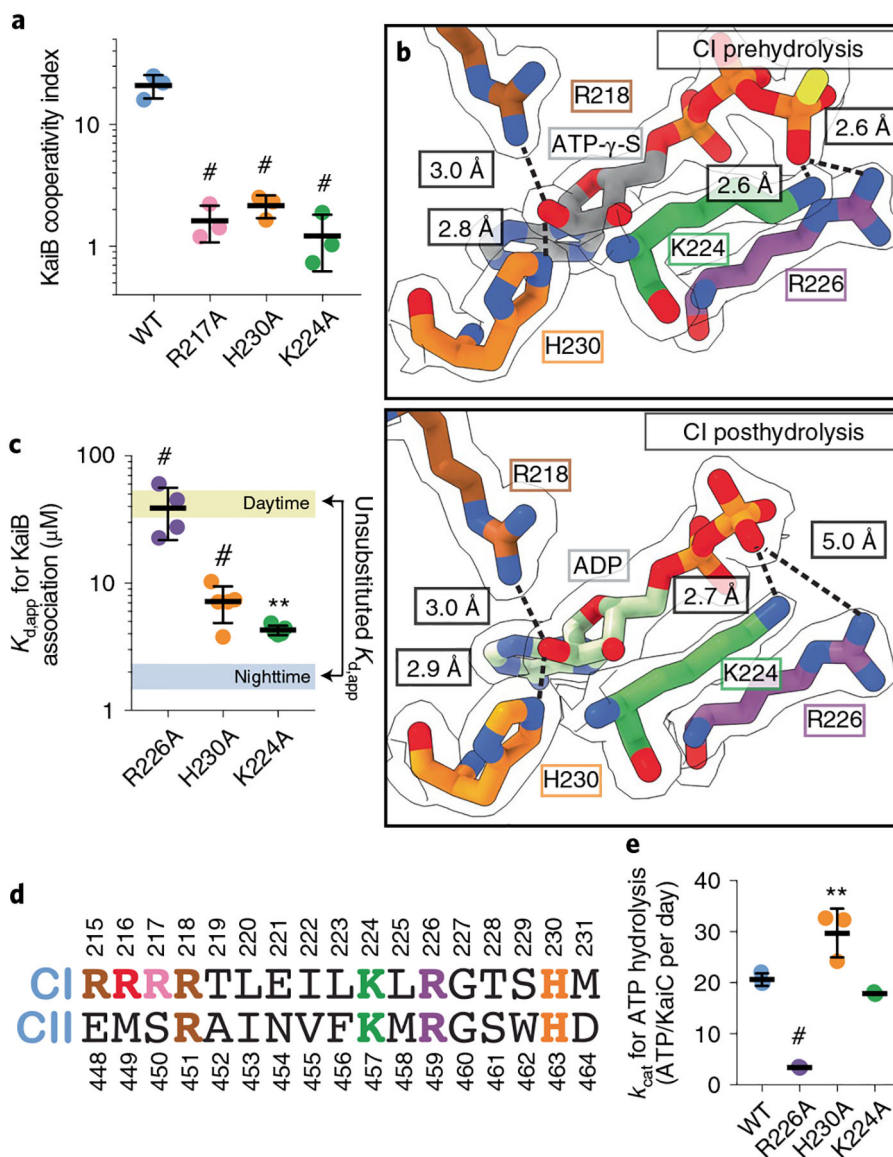 a
KaiB cooperativity index
10
1
#
#
#
WT
R217A
H230A
K224A
b
CI prehydrolysis
R218
ATP-γ-S
2.6 Å
3.0 Å
2.6 Å
2.8 Å
K224
R226
H230
CI posthydrolysis
R218
ADP
5.0 Å
3.0 Å
2.7 Å
2.9 Å
K224
R226
H230
c
K d,app for KaiB
association (μM)
100
10
1
#
#
**
Daytime
Nighttime
Unsubstituted K d,app
R226A
H230A
K224A
d
215 216 217 218 219 220 221 222 223 224 225 226 227 228 229 230 231
CI RRRRTLEILKLRGTSHM
CII EMSRAINVFKMRGSWHD
448 449 450 451 452 453 454 455 456 457 458 459 460 461 462 463 464
e
k cat for ATP hydrolysis
(ATP/KaiC per day)
40
30
20
10
0
#
**
WT
R226A
H230A
K224A